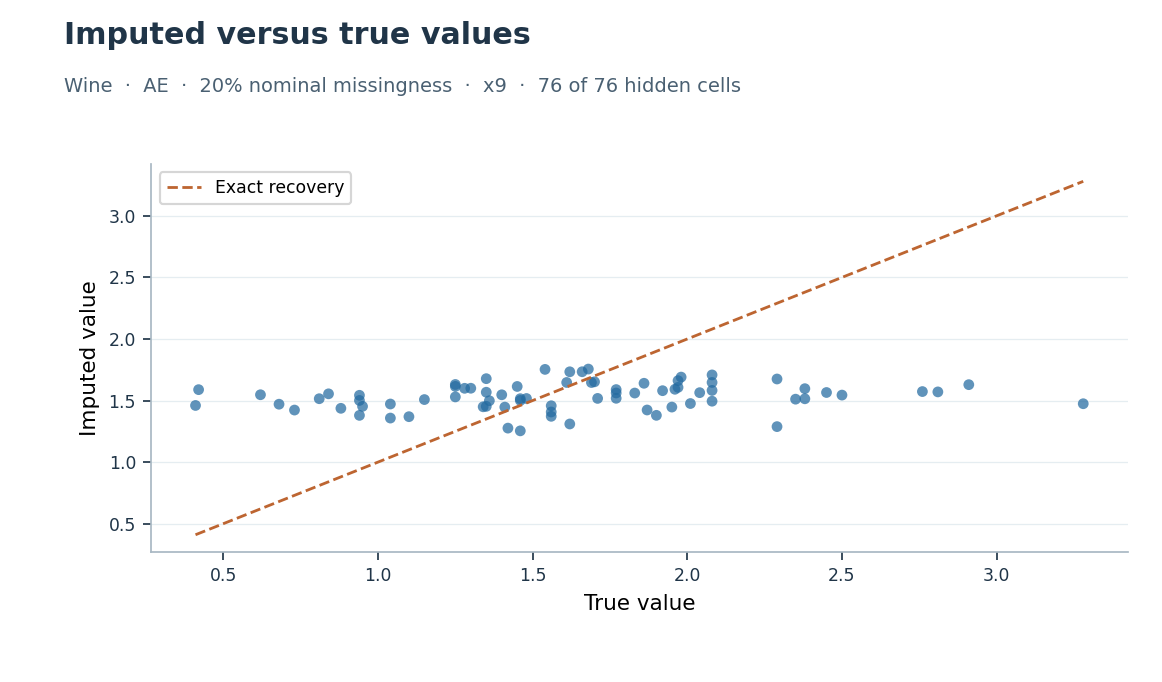 Imputed versus true values
Wine · AE · 20% nominal missingness · x9 · 76 of 76 hidden cells
Exact recovery
3.0
2.5
2.0
1.5
1.0
0.5
Imputed value
0.5 1.0 1.5 2.0 2.5 3.0
True value